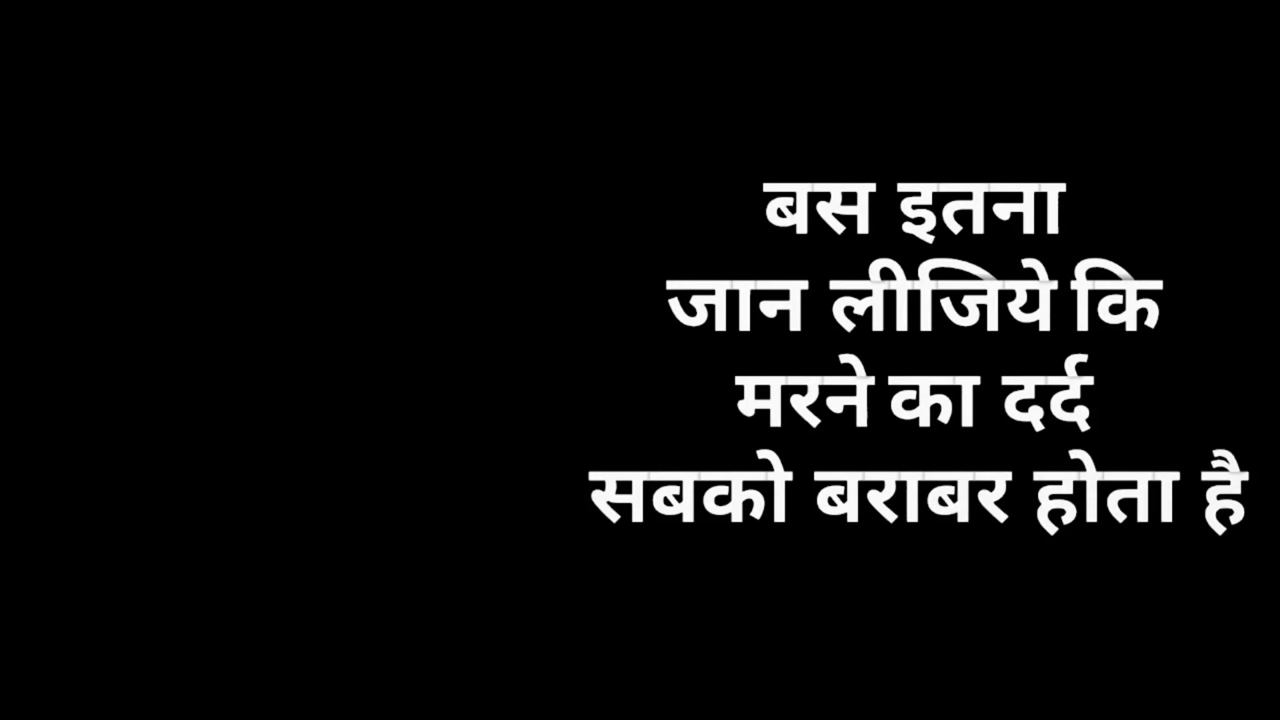 बस इतना
जान लीजिये कि
मरने का दर्द
सबको बराबर होता है